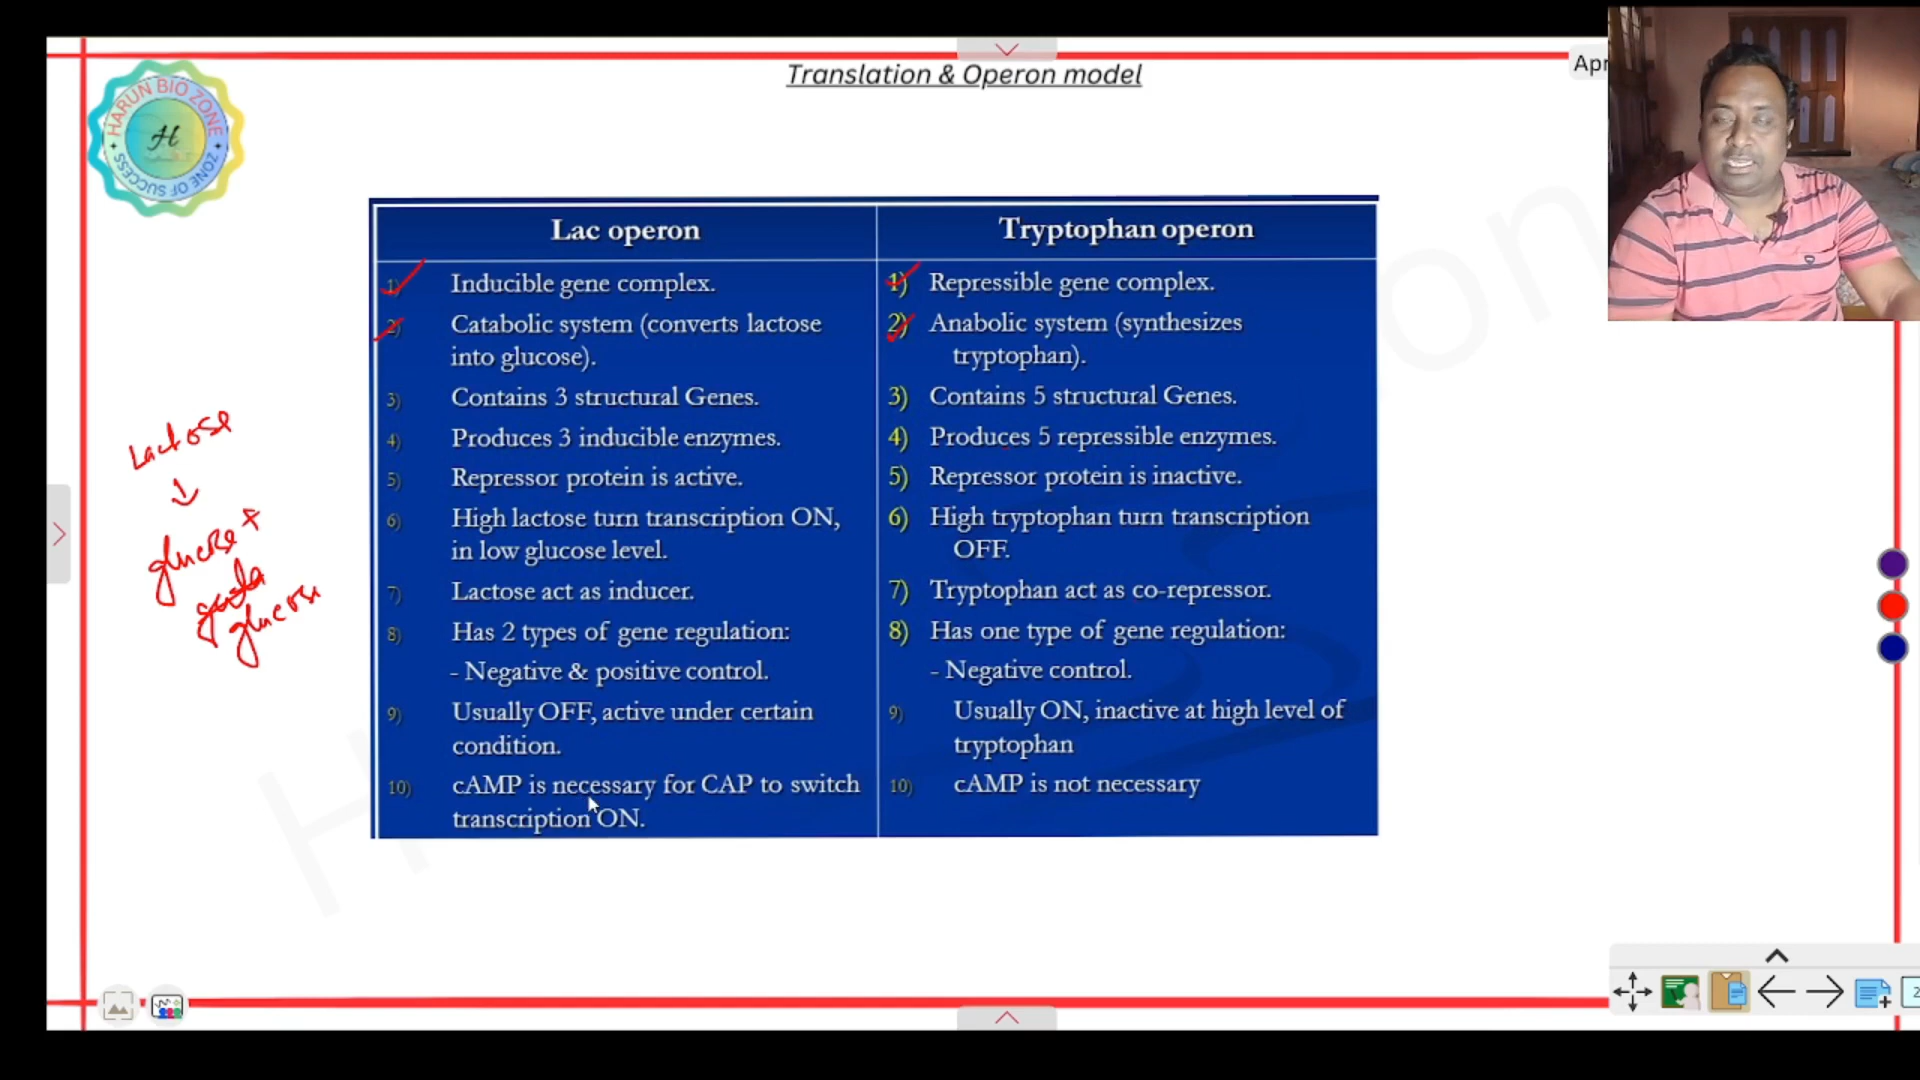 Translation & Operon model
Apr
HARUN BIO ZONE
ZONE OF SUCCESS
H
Lac operon
1) Inducible gene complex.
2) Catabolic system (converts lactose
into glucose).
3) Contains 3 structural Genes.
4) Produces 3 inducible enzymes.
5) Repressor protein is active.
6) High lactose turn transcription ON,
in low glucose level.
7) Lactose act as inducer.
8) Has 2 types of gene regulation:
- Negative & positive control.
9) Usually OFF, active under certain
condition.
10) cAMP is necessary for CAP to switch
transcription ON.
Tryptophan operon
1) Repressible gene complex.
2) Anabolic system (synthesizes
tryptophan).
3) Contains 5 structural Genes.
4) Produces 5 repressible enzymes.
5) Repressor protein is inactive.
6) High tryptophan turn transcription
OFF.
7) Tryptophan act as co-repressor.
8) Has one type of gene regulation:
- Negative control.
9) Usually ON, inactive at high level of
tryptophan
10) cAMP is not necessary
Lactose
↓
glucose +
glucose
2